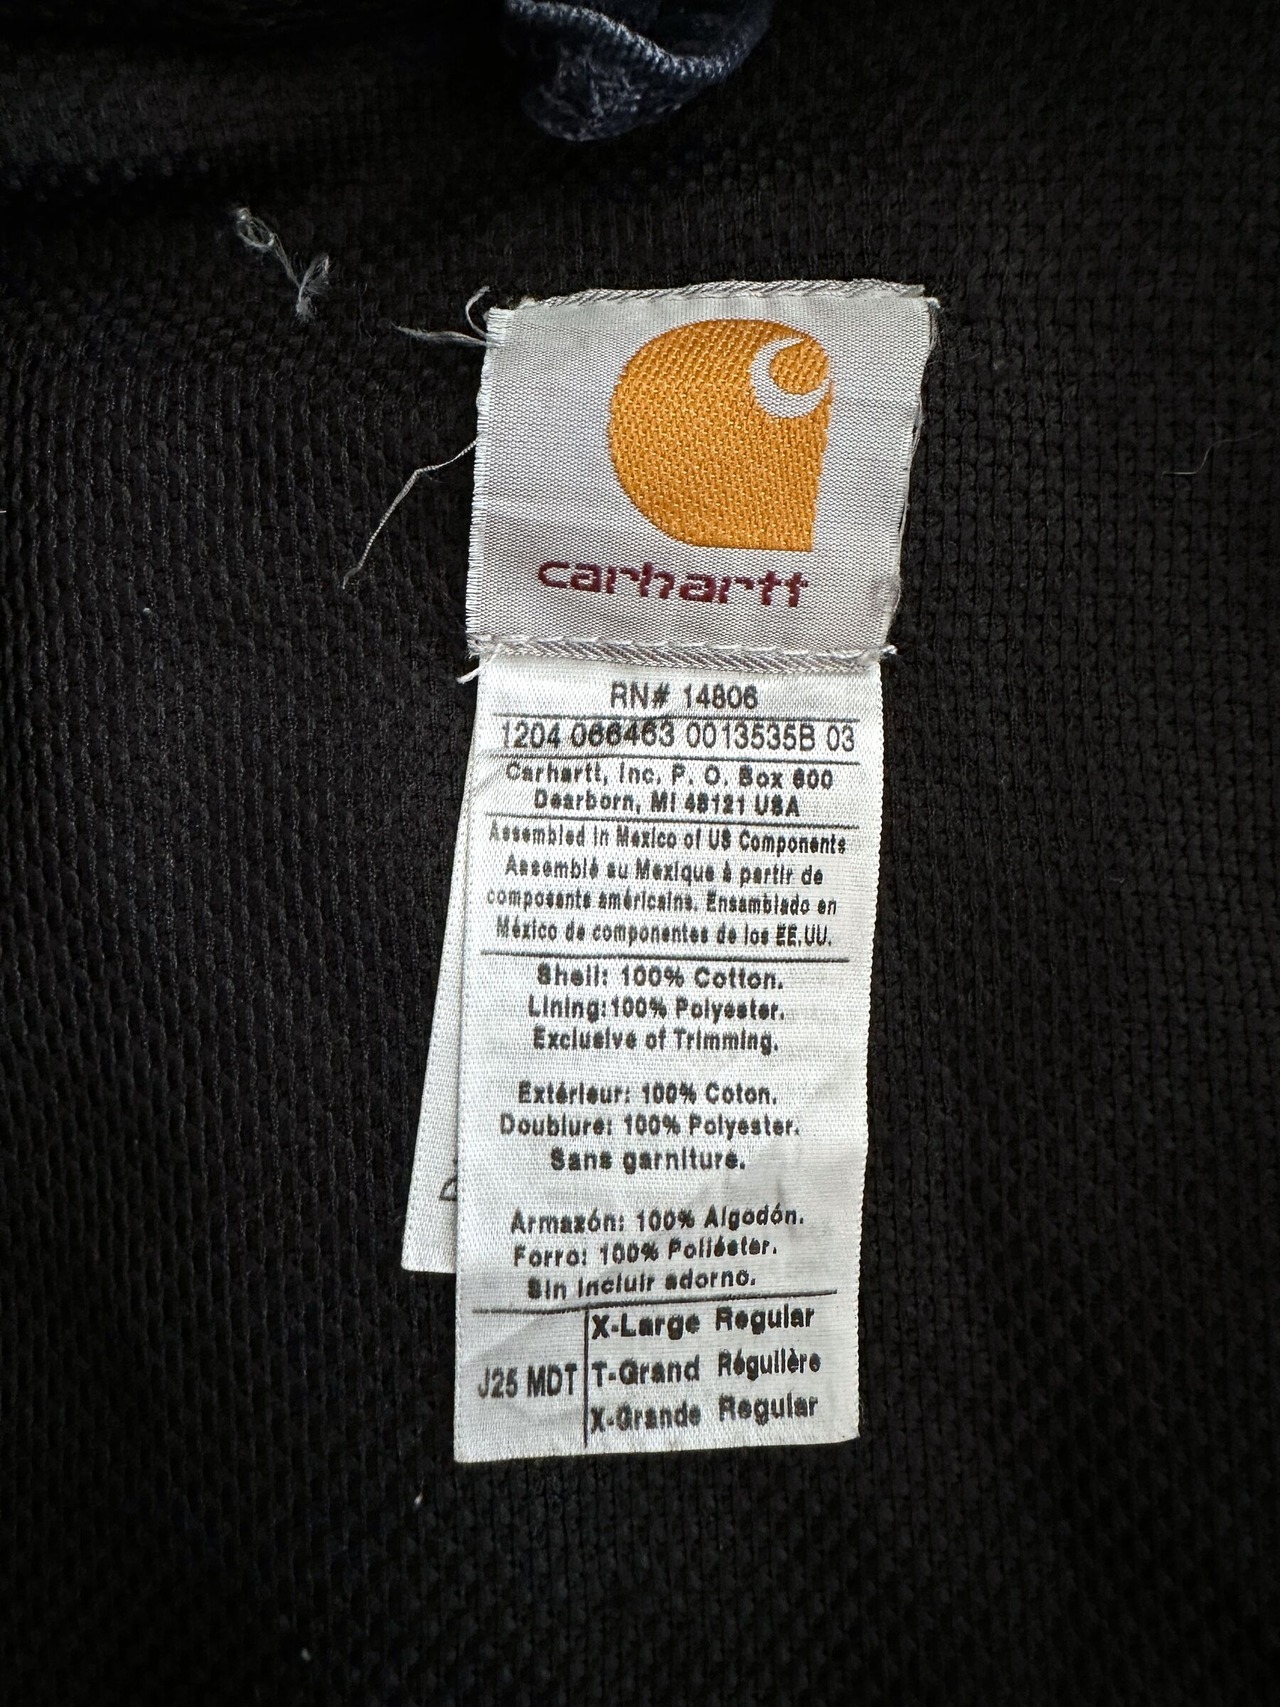 carhartt
RN# 14806
1204 066463 0013535B 03
Carhartt, Inc. P. O. Box 600
Dearborn, MI 48121 USA
Assembled in Mexico of US Components
Assemblé au Mexique à partir de
composants américains. Ensamblado en
México de componentes de los EE.UU.
Shell: 100% Cotton.
Lining:100% Polyester.
Exclusive of Trimming.
Extérieur: 100% Coton.
Doublure: 100% Polyester.
Sans garniture.
Armazón: 100% Algodón.
Forro: 100% Poliéster.
Sin incluir adorno.
J25 MDT
X-Large Regular
T-Grand Régulière
X-Grande Regular